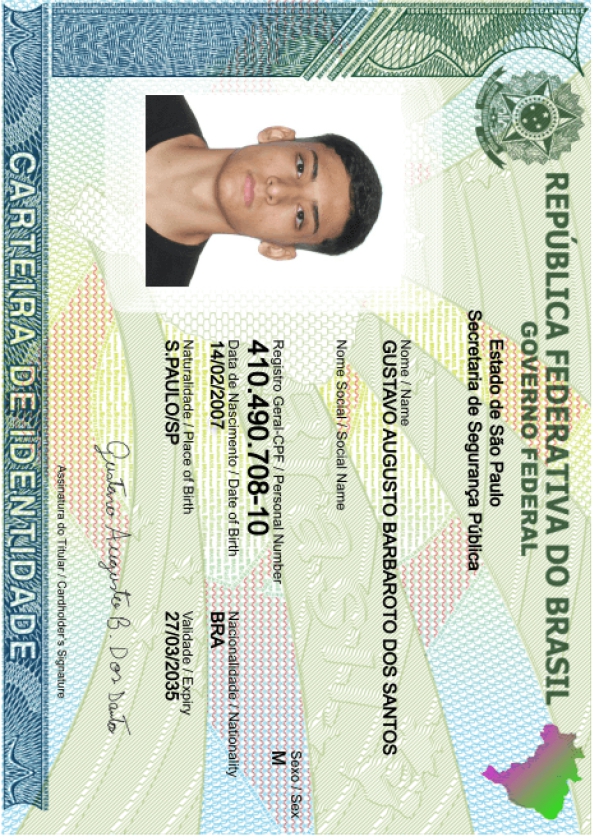 REPÚBLICA FEDERATIVA DO BRASIL
GOVERNO FEDERAL
Estado de São Paulo
Secretaria de Segurança Pública
Nome / Name
GUSTAVO AUGUSTO BARBAROTO DOS SANTOS
Nome Social / Social Name
Registro Geral-CPF / Personal Number
410.490.708-10
Sexo / Sex
M
Data de Nascimento / Date of Birth
14/02/2007
Nacionalidade / Nationality
BRA
Naturalidade / Place of Birth
S.PAULO/SP
Validade / Expiry
27/03/2035
Gustavo Augusto B. Dos Santos
Assinatura do Titular / Cardholder's Signature
CARTEIRA DE IDENTIDADE
Brasil